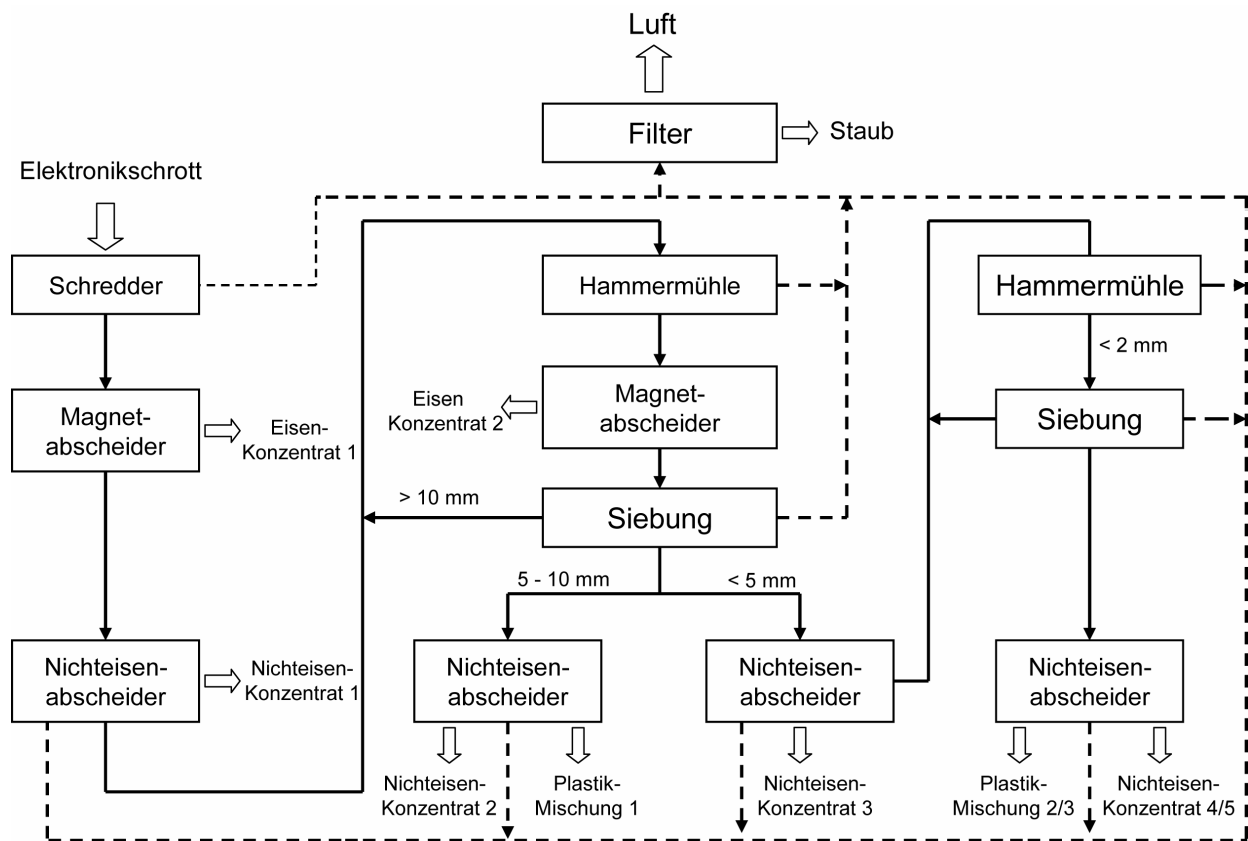 Luft
Filter
Staub
Elektronikschrott
Schredder
Hammermühle
Hammermühle
< 2 mm
Magnet-
abscheider
Eisen-
Konzentrat 1
Eisen
Konzentrat 2
Magnet-
abscheider
Siebung
> 10 mm
Siebung
5 - 10 mm
< 5 mm
Nichteisen-
abscheider
Nichteisen-
Konzentrat 1
Nichteisen-
abscheider
Nichteisen-
abscheider
Nichteisen-
abscheider
Nichteisen-
Konzentrat 2
Plastik-
Mischung 1
Nichteisen-
Konzentrat 3
Plastik-
Mischung 2/3
Nichteisen-
Konzentrat 4/5